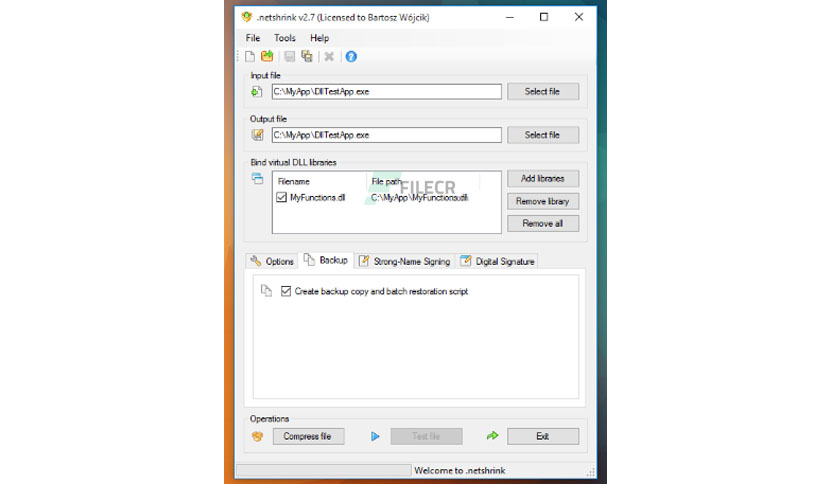 .netshrink v2.7 (Licensed to Bartosz Wójcik)
File Tools Help
Input file
C:\MyApp\DllTestApp.exe Select file
Output file
C:\MyApp\DllTestApp.exe Select file
Bind virtual DLL libraries
Filename File path Add libraries
FILECR
MyFunctions.dll C:\MyApp\MyFunctions.dll Remove library
Remove all
Options Backup Strong-Name Signing Digital Signature
Create backup copy and batch restoration script
Operations
Compress file Test file Exit
Welcome to .netshrink